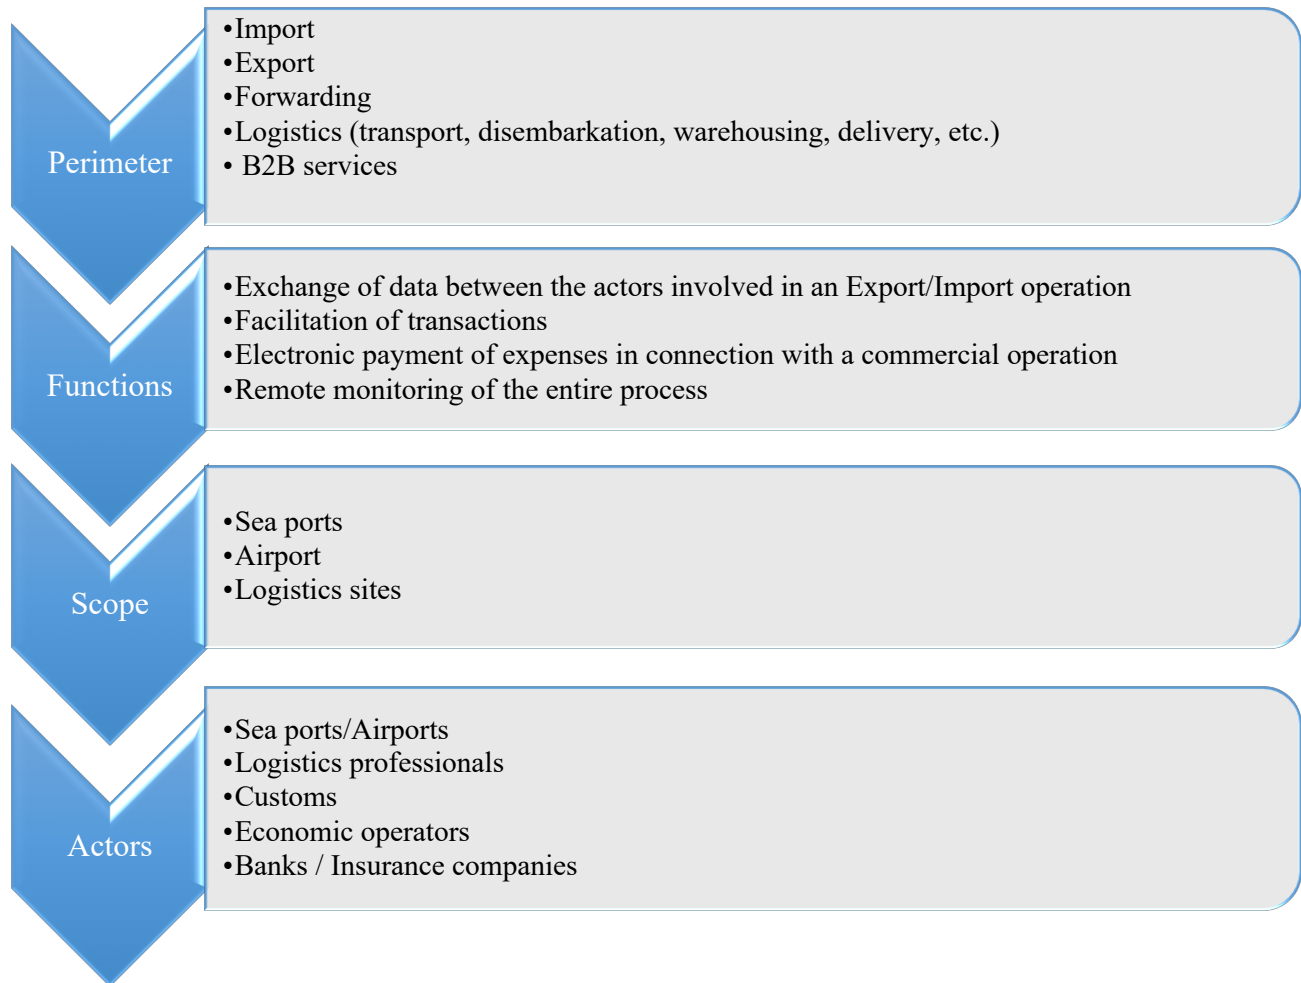 Perimeter
•Import
•Export
•Forwarding
•Logistics (transport, disembarkation, warehousing, delivery, etc.)
• B2B services
Functions
•Exchange of data between the actors involved in an Export/Import operation
•Facilitation of transactions
•Electronic payment of expenses in connection with a commercial operation
•Remote monitoring of the entire process
Scope
•Sea ports
•Airport
•Logistics sites
Actors
•Sea ports/Airports
•Logistics professionals
•Customs
•Economic operators
•Banks / Insurance companies